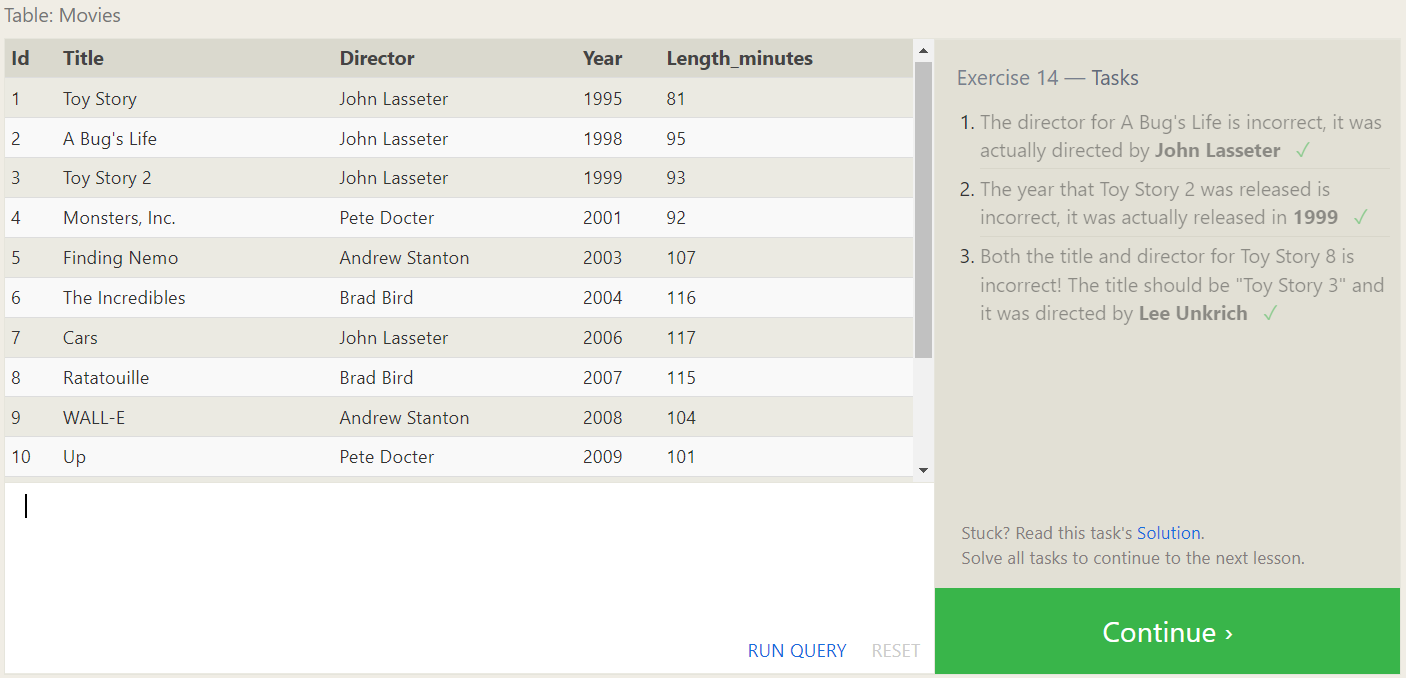 Table: Movies
Id Title Director Year Length_minutes
1 Toy Story John Lasseter 1995 81
2 A Bug's Life John Lasseter 1998 95
3 Toy Story 2 John Lasseter 1999 93
4 Monsters, Inc. Pete Docter 2001 92
5 Finding Nemo Andrew Stanton 2003 107
6 The Incredibles Brad Bird 2004 116
7 Cars John Lasseter 2006 117
8 Ratatouille Brad Bird 2007 115
9 WALL-E Andrew Stanton 2008 104
10 Up Pete Docter 2009 101
RUN QUERY RESET
Exercise 14 — Tasks
1. The director for A Bug's Life is incorrect, it was
actually directed by John Lasseter ✓
2. The year that Toy Story 2 was released is
incorrect, it was actually released in 1999 ✓
3. Both the title and director for Toy Story 8 is
incorrect! The title should be "Toy Story 3" and
it was directed by Lee Unkrich ✓
Stuck? Read this task's Solution.
Solve all tasks to continue to the next lesson.
Continue ›